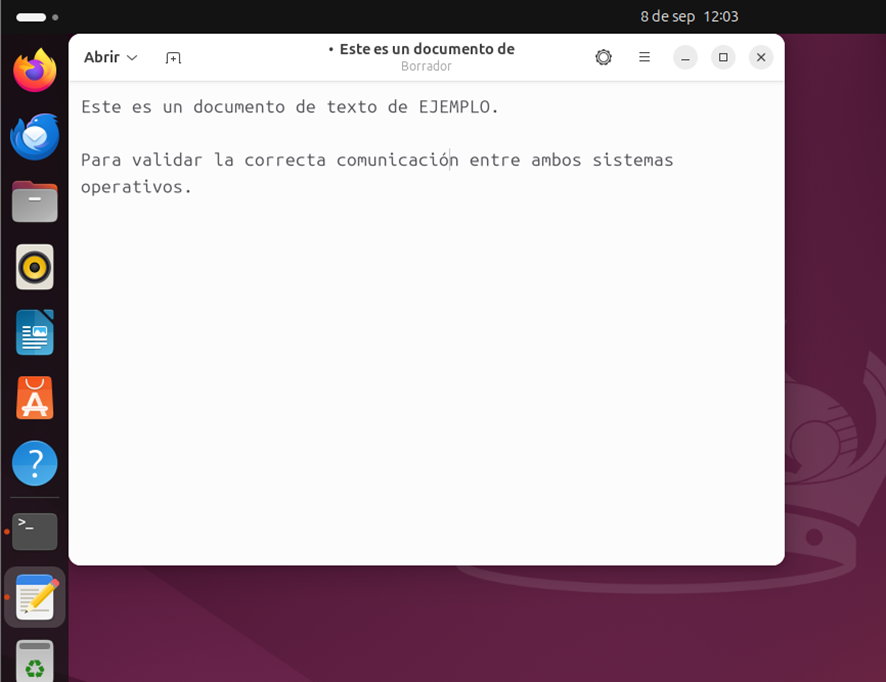 8 de sep 12:03
Abrir
• Este es un documento de
Borrador
Este es un documento de texto de EJEMPLO.
Para validar la correcta comunicación entre ambos sistemas
operativos.